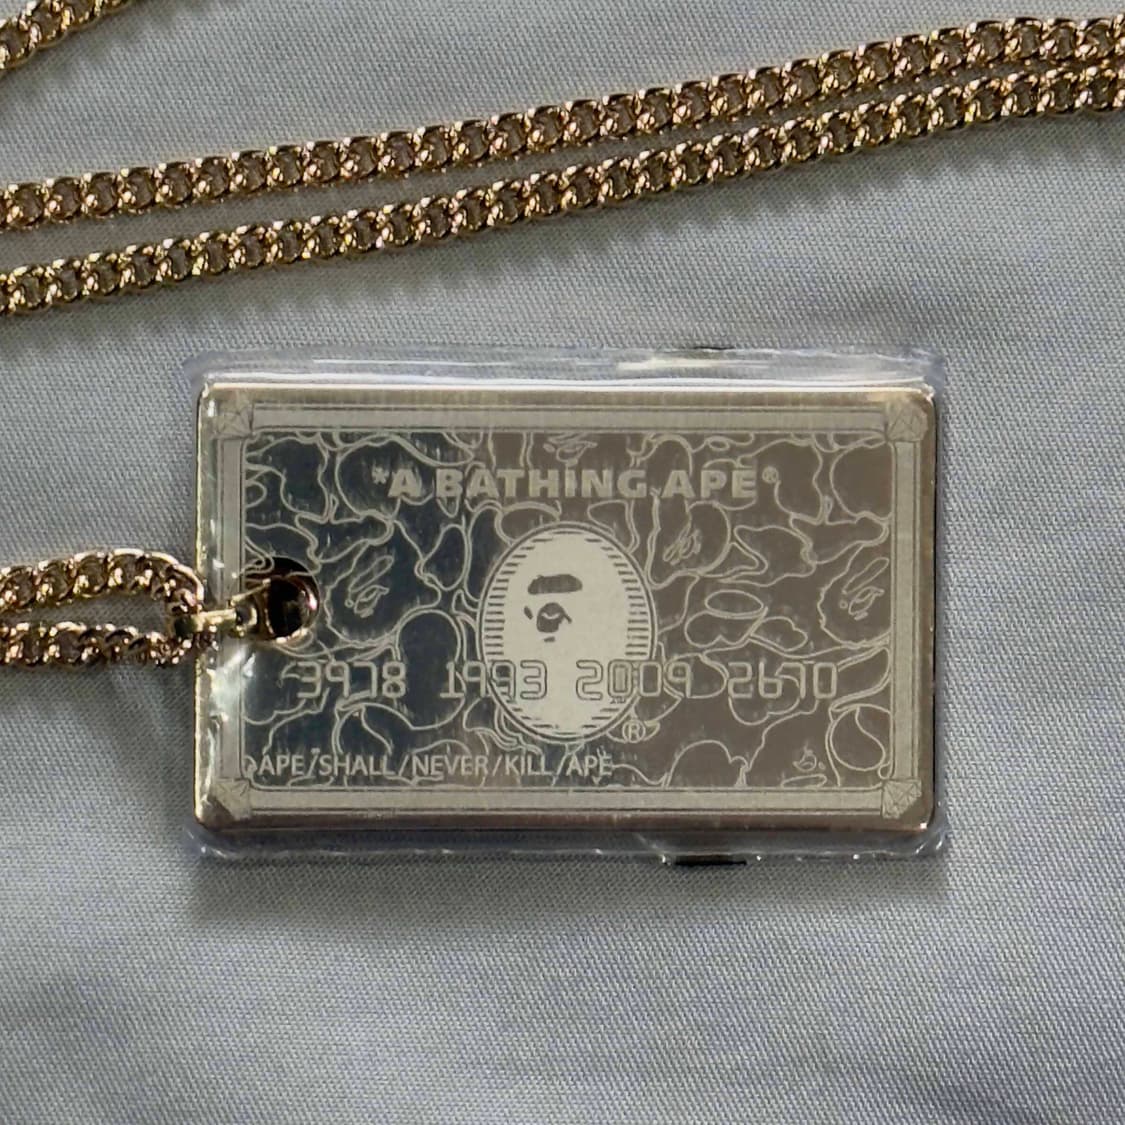 *A BATHING APE®
3978 1993 2009 2670
®
APE/SHALL/NEVER/KILL/APE